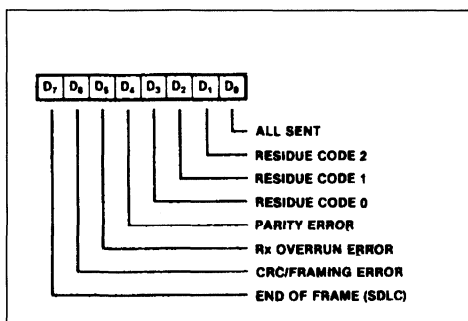 D₇ D₆ D₅ D₄ D₃ D₂ D₁ D₀
ALL SENT
RESIDUE CODE 2
RESIDUE CODE 1
RESIDUE CODE 0
PARITY ERROR
Rx OVERRUN ERROR
CRC/FRAMING ERROR
END OF FRAME (SDLC)